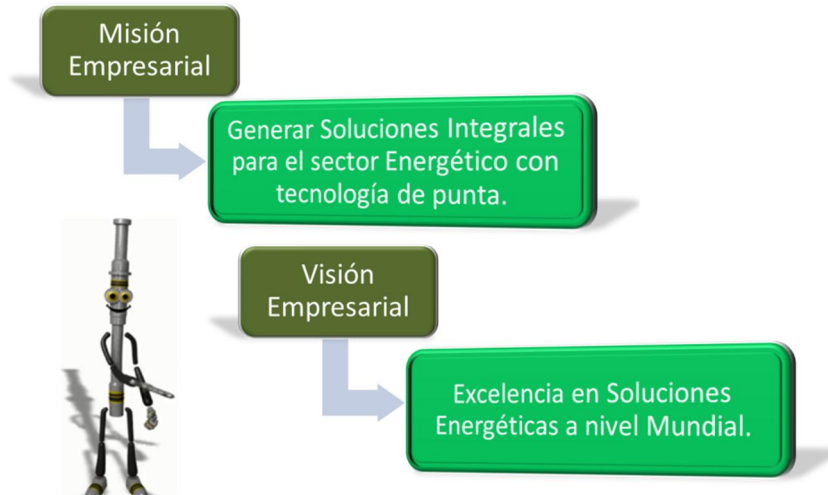 Misión
Empresarial
Generar Soluciones Integrales
para el sector Energético con
tecnología de punta.
Visión
Empresarial
Excelencia en Soluciones
Energéticas a nivel Mundial.